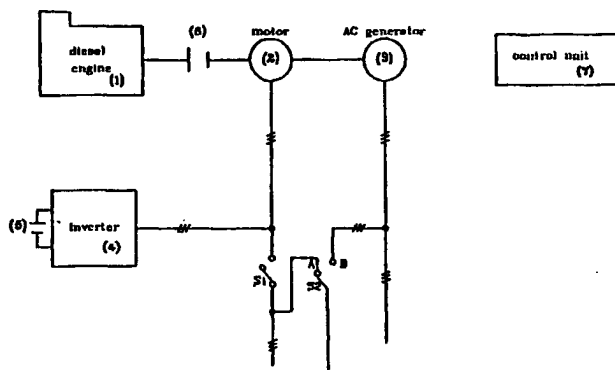 (6)
motor
AC generator
diesel
engine
(1)
(2)
(3)
control unit
(7)
(5)
Inverter
(4)
S1
A
B
S2